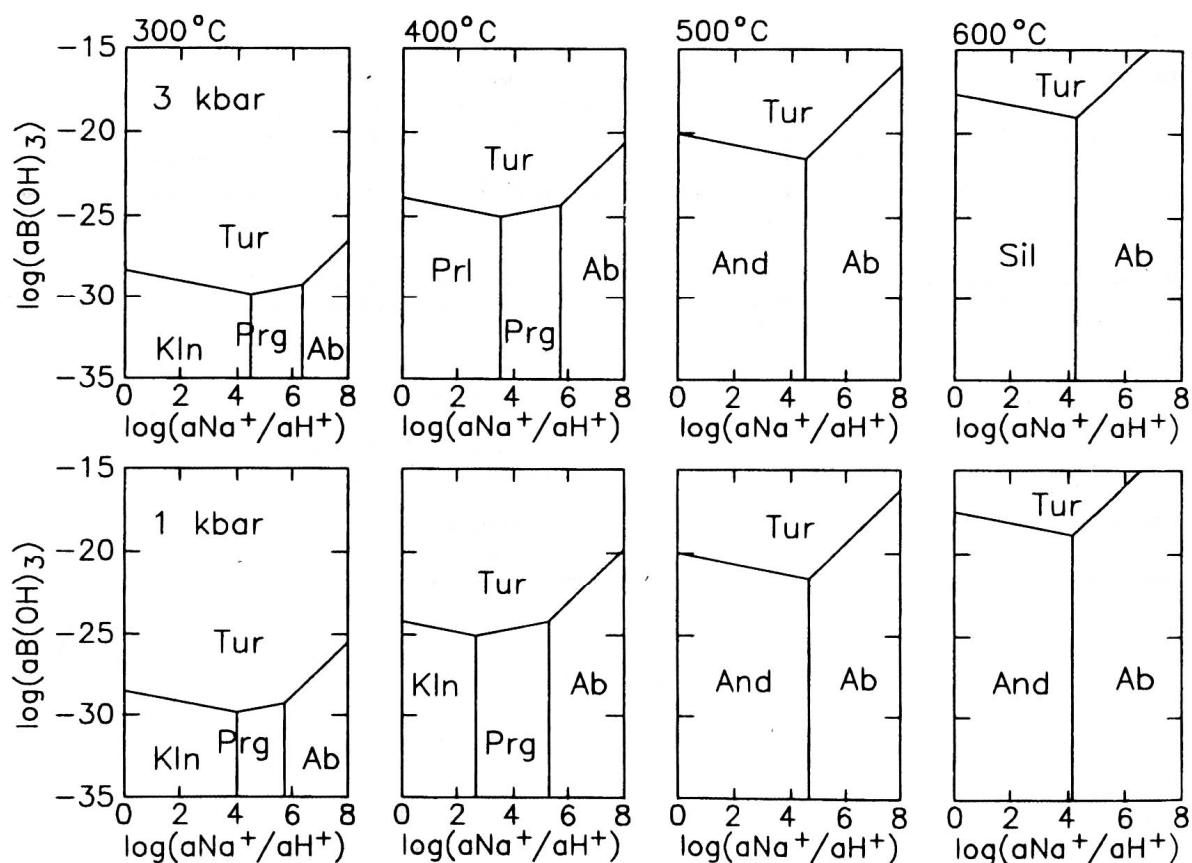 300°C 400°C 500°C 600°C
-15
3 kbar
Tur
Tur
-20
Tur
Tur
-25
log(aB(OH)3)
Prl
Ab
And
Ab
Sil
Ab
-30
Kln
Prg
Ab
Prg
-35
0 2 4 6 8 0 2 4 6 8 0 2 4 6 8 0 2 4 6 8
log(aNa+/aH+) log(aNa+/aH+) log(aNa+/aH+) log(aNa+/aH+)
-15
1 kbar
Tur
Tur
-20
Tur
Tur
-25
log(aB(OH)3)
Kln
Ab
And
Ab
And
Ab
-30
Kln
Prg
Ab
Prg
-35
0 2 4 6 8 0 2 4 6 8 0 2 4 6 8 0 2 4 6 8
log(aNa+/aH+) log(aNa+/aH+) log(aNa+/aH+) log(aNa+/aH+)